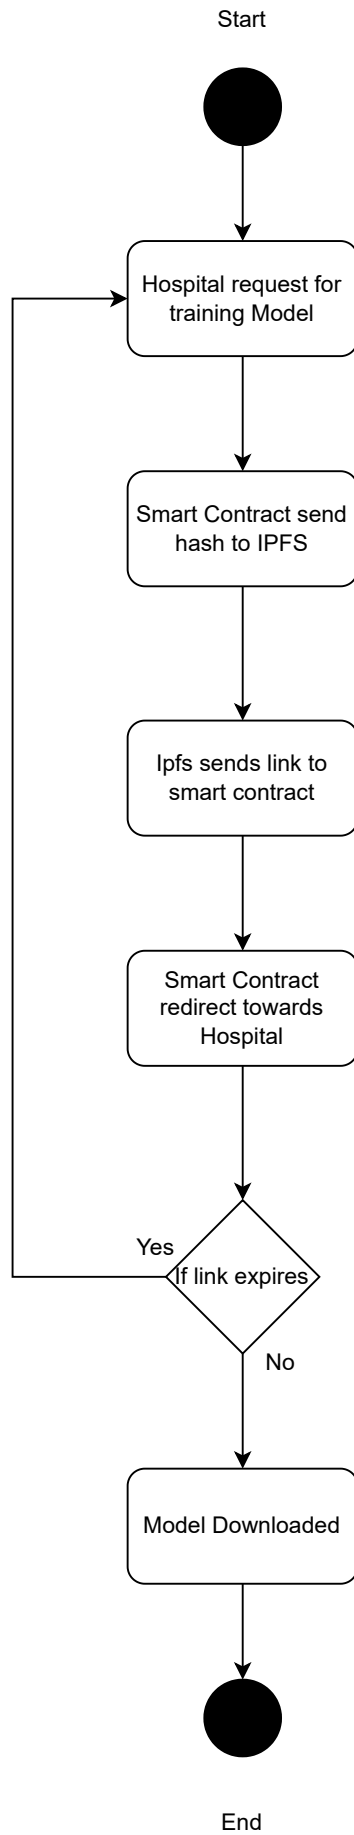 Start
Hospital request for
training Model
Smart Contract send
hash to IPFS
Ipfs sends link to
smart contract
Smart Contract
redirect towards
Hospital
Yes
If link expires
No
Model Downloaded
End